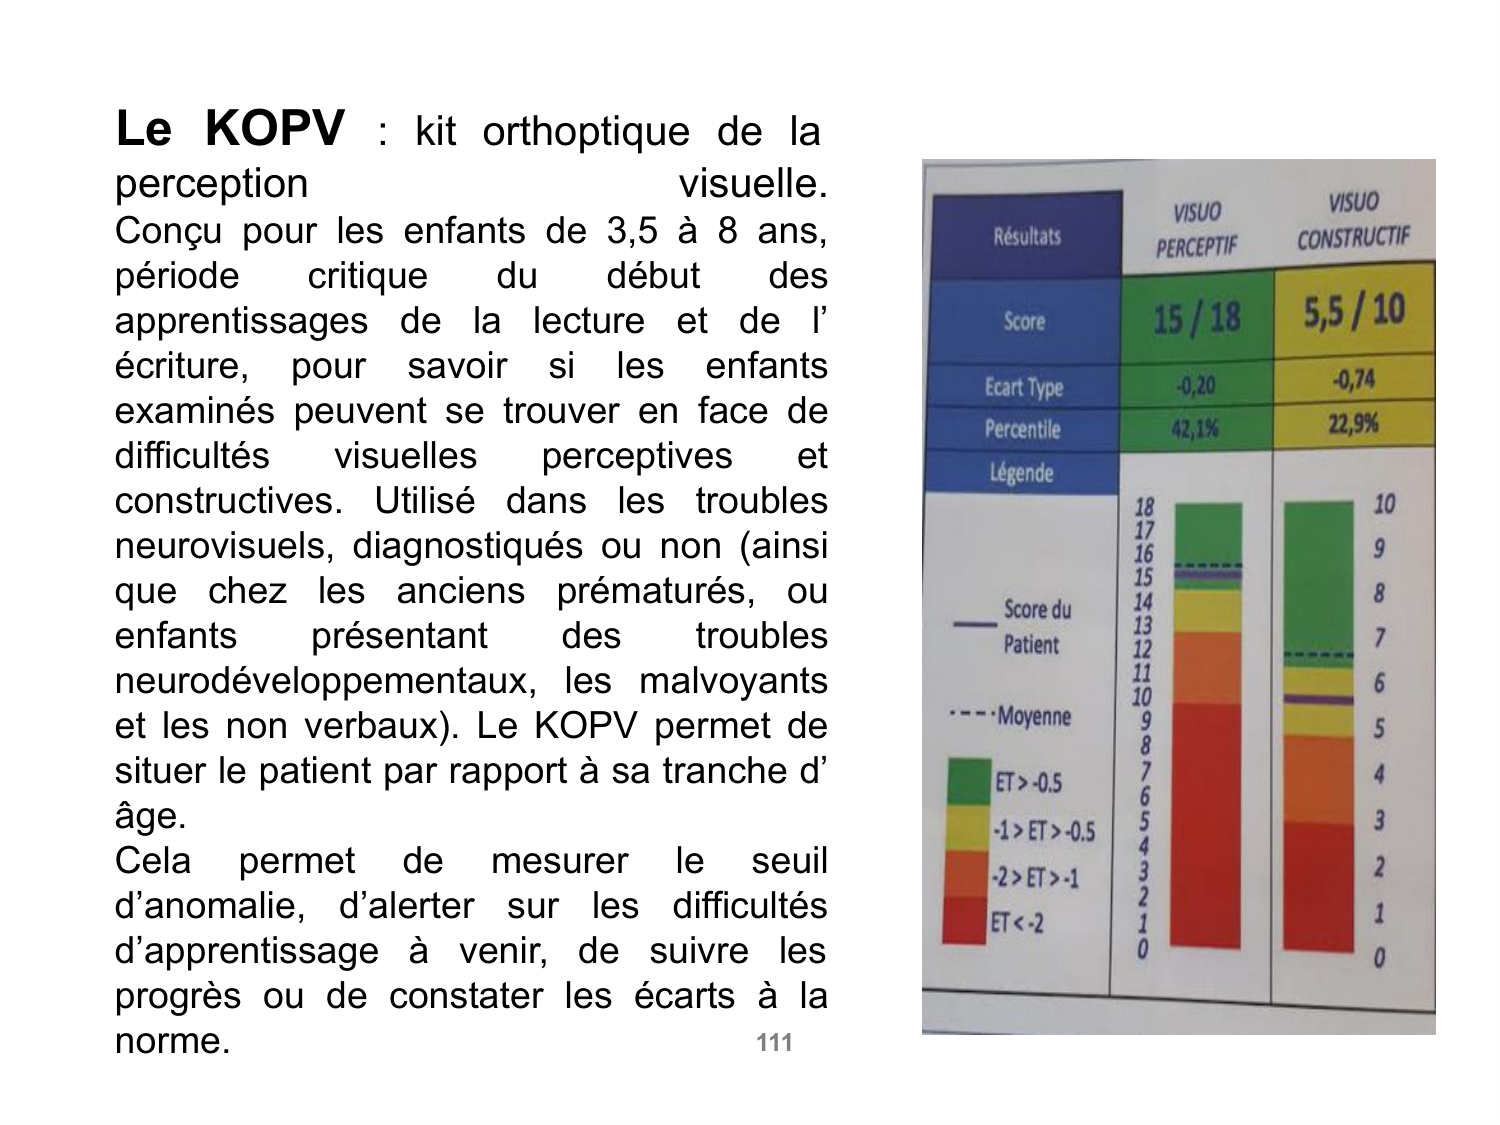 Le KOPV : kit orthoptique de la
perception visuelle.
Conçu pour les enfants de 3,5 à 8 ans,
période critique du début des
apprentissages de la lecture et de l’
écriture, pour savoir si les enfants
examinés peuvent se trouver en face de
difficultés visuelles perceptives et
constructives. Utilisé dans les troubles
neurovisuels, diagnostiqués ou non (ainsi
que chez les anciens prématurés, ou
enfants présentant des troubles
neurodéveloppementaux, les malvoyants
et les non verbaux). Le KOPV permet de
situer le patient par rapport à sa tranche d’
âge.
Cela permet de mesurer le seuil
d’anomalie, d’alerter sur les difficultés
d’apprentissage à venir, de suivre les
progrès ou de constater les écarts à la
norme.
111
Résultats
VISUO
PERCEPTIF
VISUO
CONSTRUCTIF
Score
15 / 18
5,5 / 10
Ecart Type
-0,20
-0,74
Percentile
42,1%
22,9%
Légende
Score du
Patient
Moyenne
ET > -0.5
-1 > ET > -0.5
-2 > ET > -1
ET < -2
18
17
16
15
14
13
12
11
10
9
8
7
6
5
4
3
2
1
0
10
9
8
7
6
5
4
3
2
1
0